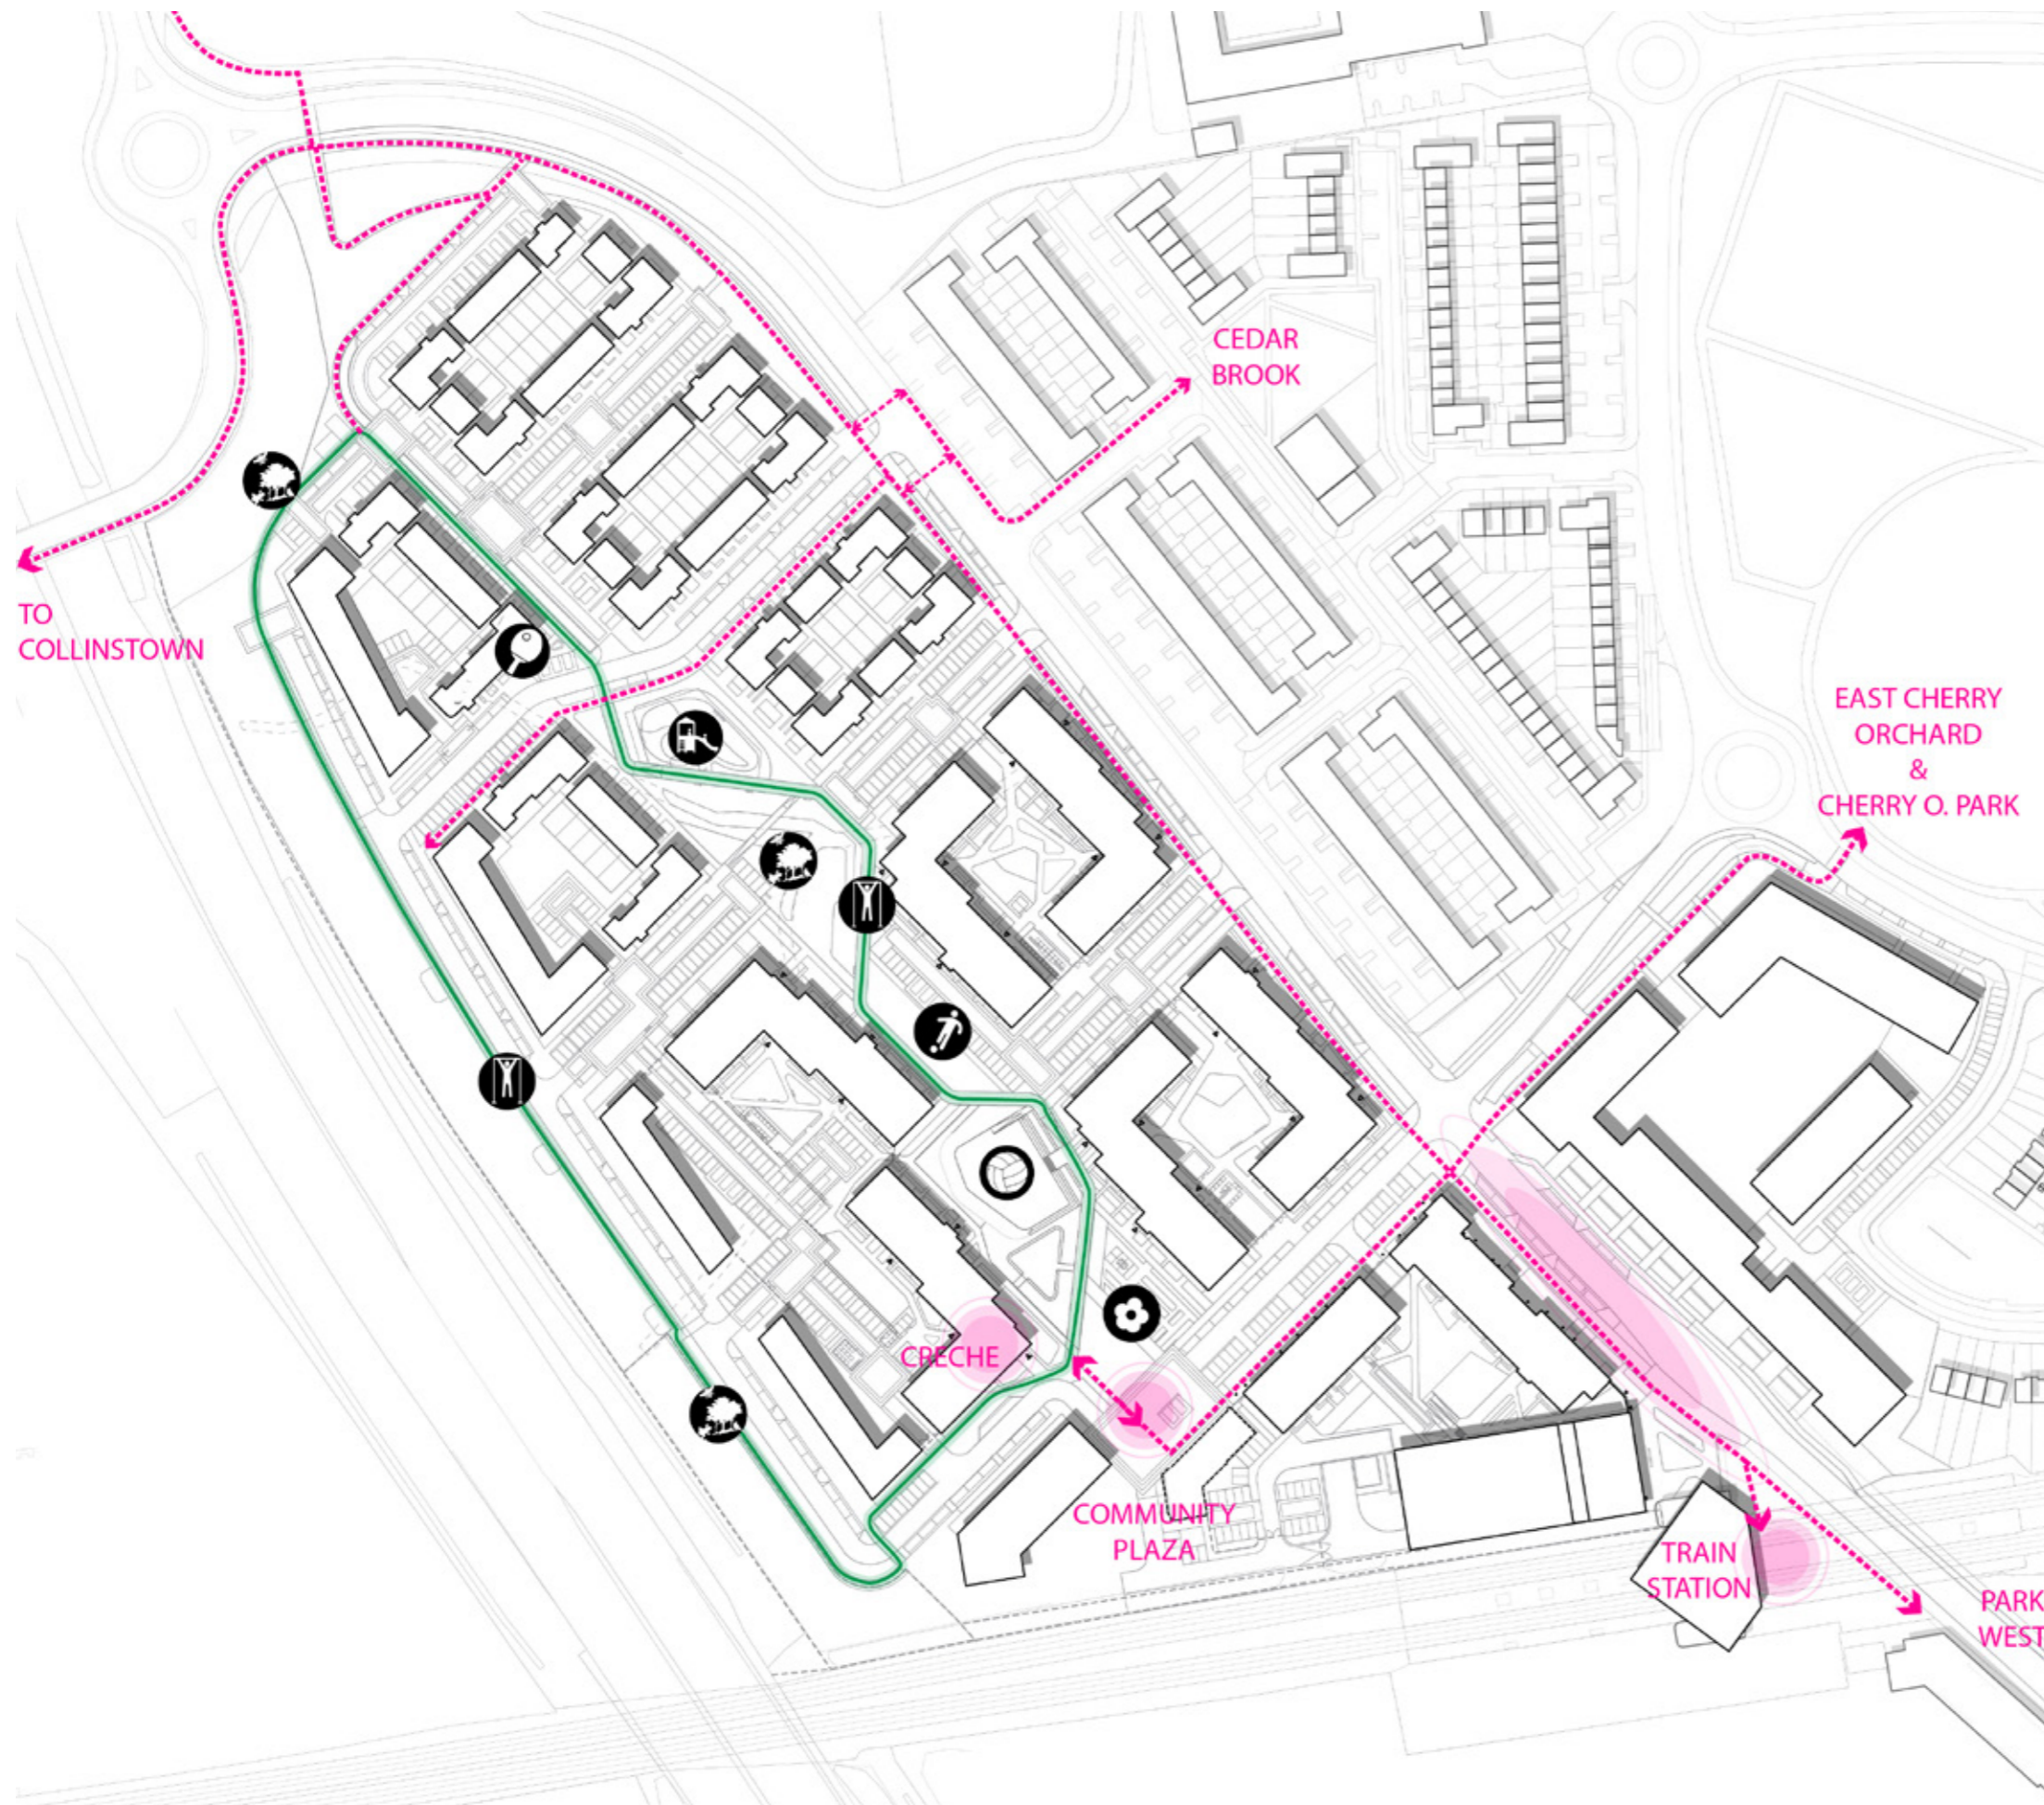 CEDAR
BROOK
TO
COLLINSTOWN
EAST CHERRY
ORCHARD
&
CHERRY O. PARK
CRECHE
COMMUNITY
PLAZA
TRAIN
STATION
PARK
WEST